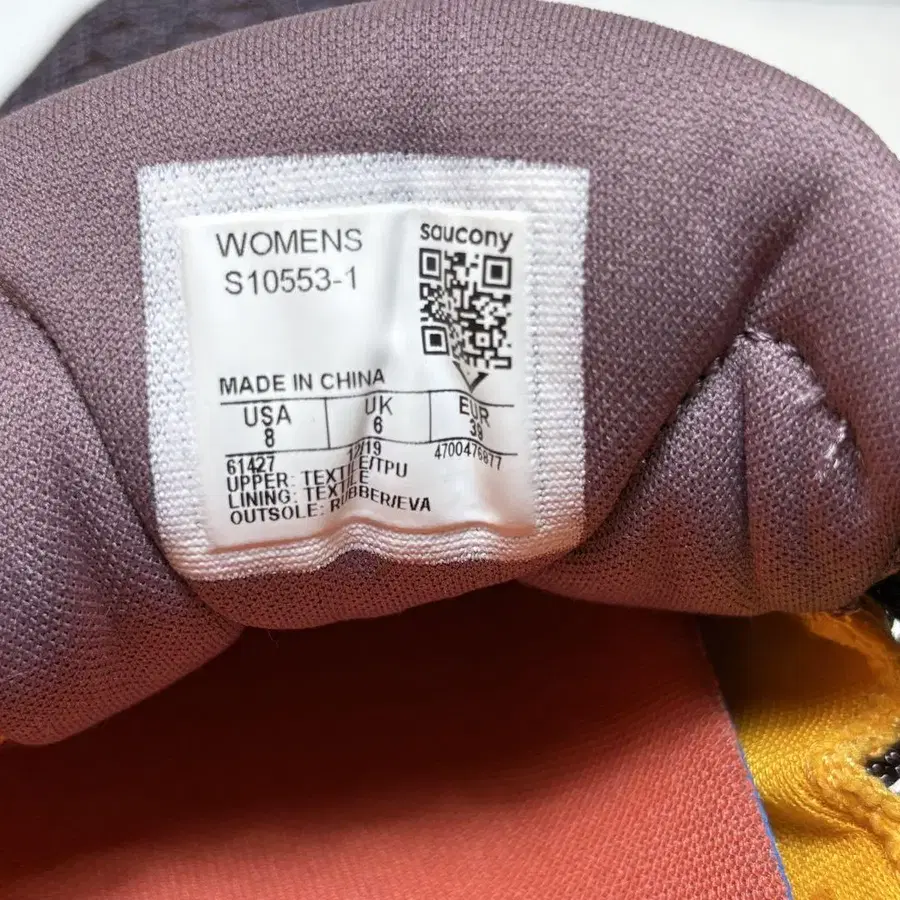 WOMENS
S10553-1
saucony
MADE IN CHINA
USA UK EUR
8 6 39
61427 12/19 4700476877
UPPER: TEXTILE/TPU
LINING: TEXTILE
OUTSOLE: RUBBER/EVA